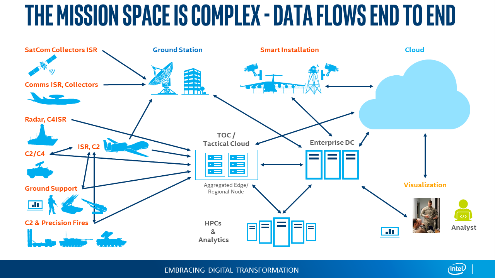 THE MISSION SPACE IS COMPLEX - DATA FLOWS END TO END
SatCom Collectors ISR
Ground Station
Smart Installation
Cloud
Comms ISR, Collectors
Radar, C4ISR
C2/C4
ISR, C2
TOC /
Tactical Cloud
Enterprise DC
Aggregated Edge/
Regional Node
Ground Support
Visualization
C2 & Precision Fires
HPCs
&
Analytics
Analyst
EMBRACING DIGITAL TRANSFORMATION
intel